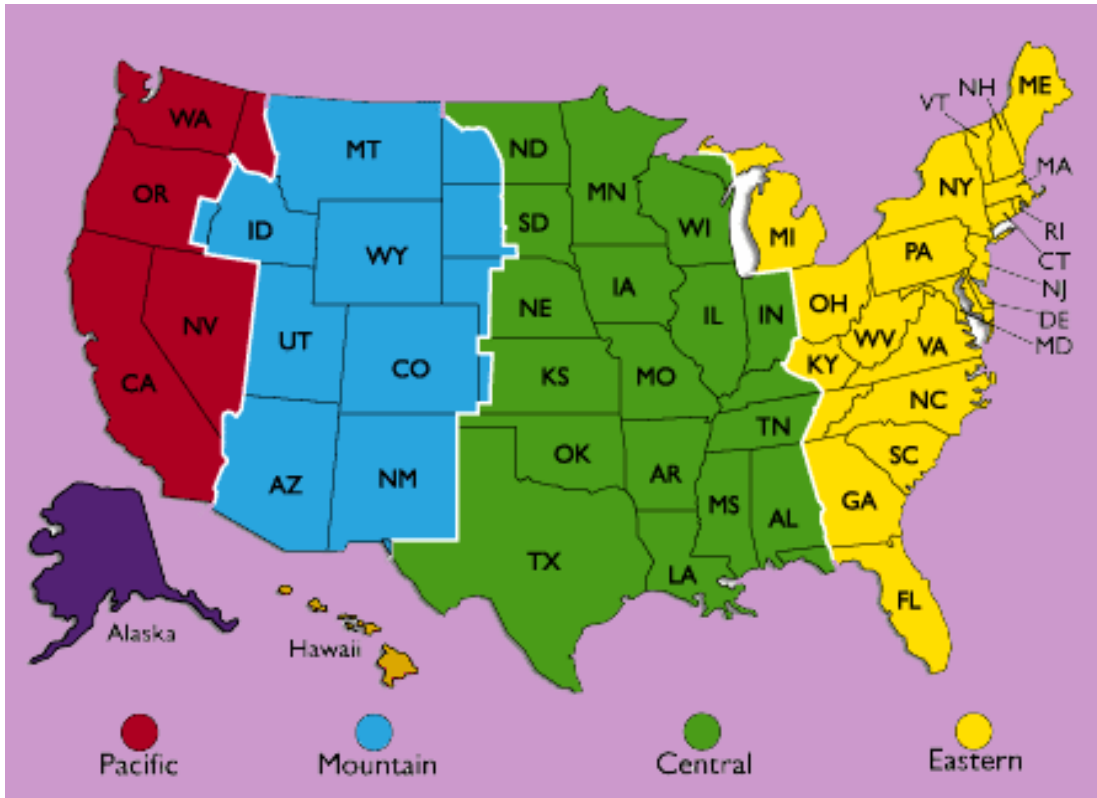 ME
NH
VT
WA
MT
ND
MN
MA
OR
NY
ID
SD
WI
MI
RI
WY
PA
CT
IA
NJ
NE
OH
DE
NV
UT
IL
IN
WV
VA
MD
CO
KS
MO
KY
CA
NC
TN
OK
SC
AR
AZ
NM
MS
GA
AL
TX
LA
FL
Alaska
Hawaii
Pacific
Mountain
Central
Eastern